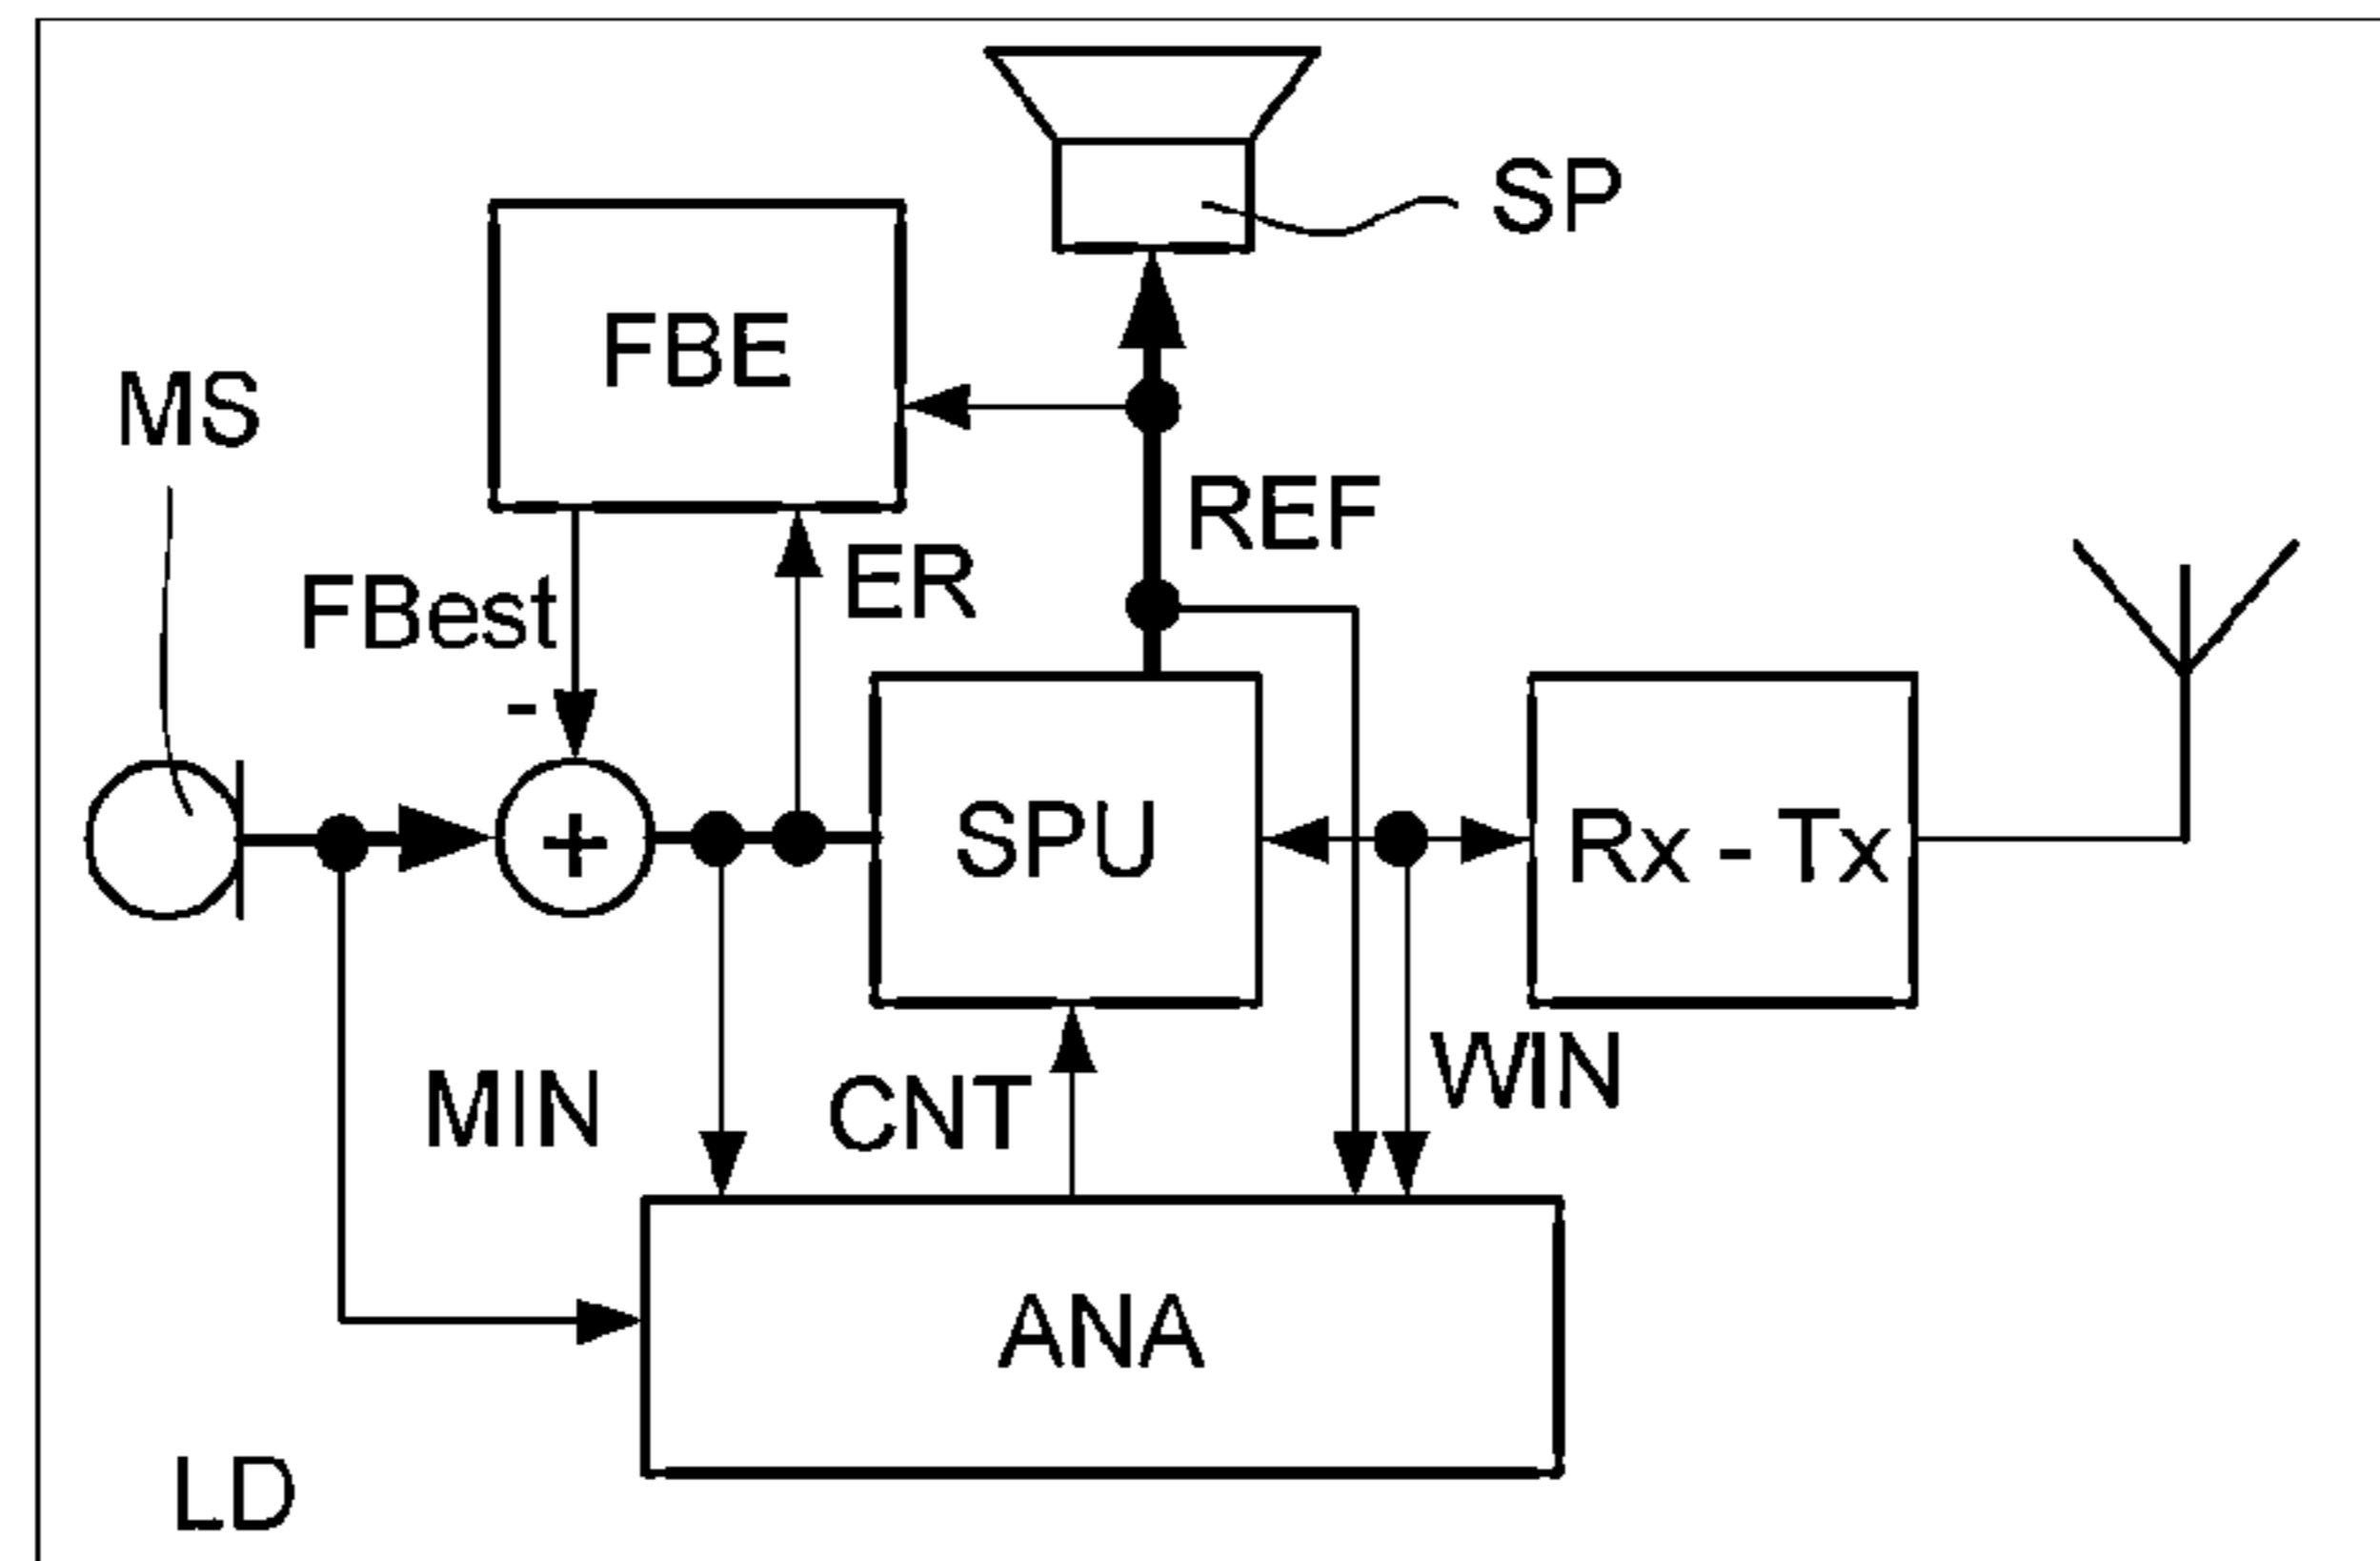 SP
FBE
MS
REF
ER
FBest
-
+
SPU
Rx - Tx
WIN
MIN
CNT
ANA
LD